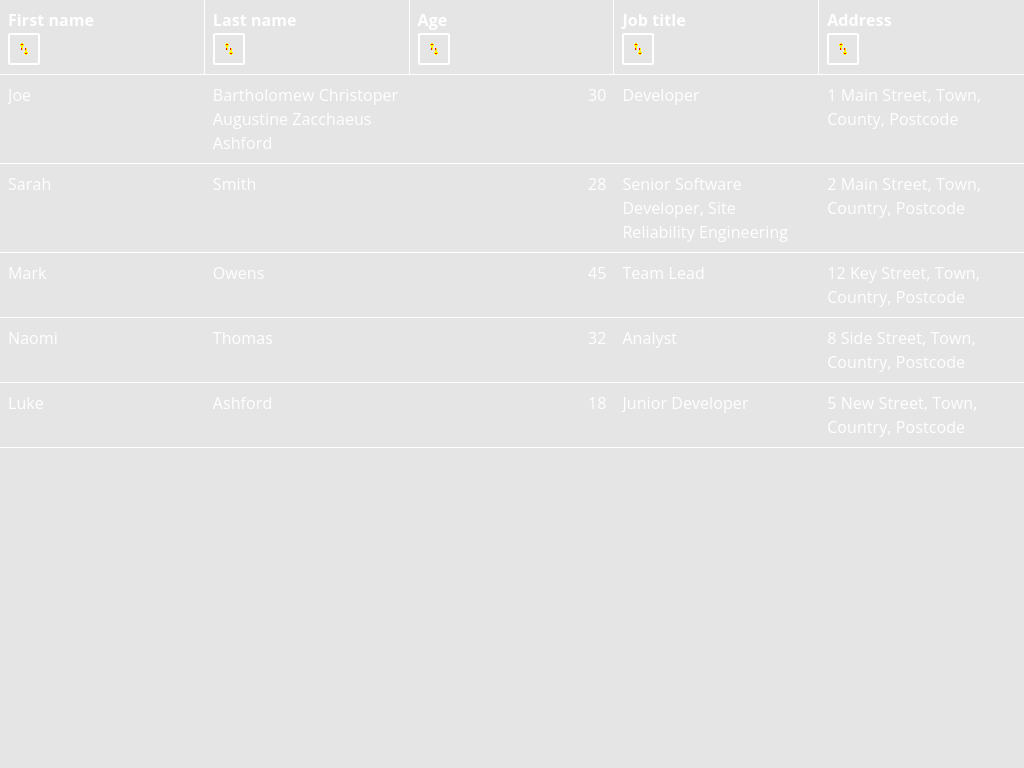 First name Last name Age Job title Address
Joe Bartholomew Christoper 30 Developer 1 Main Street, Town,
Augustine Zacchaeus County, Postcode
Ashford
Sarah Smith 28 Senior Software 2 Main Street, Town,
Developer, Site Country, Postcode
Reliability Engineering
Mark Owens 45 Team Lead 12 Key Street, Town,
Country, Postcode
Naomi Thomas 32 Analyst 8 Side Street, Town,
Country, Postcode
Luke Ashford 18 Junior Developer 5 New Street, Town,
Country, Postcode